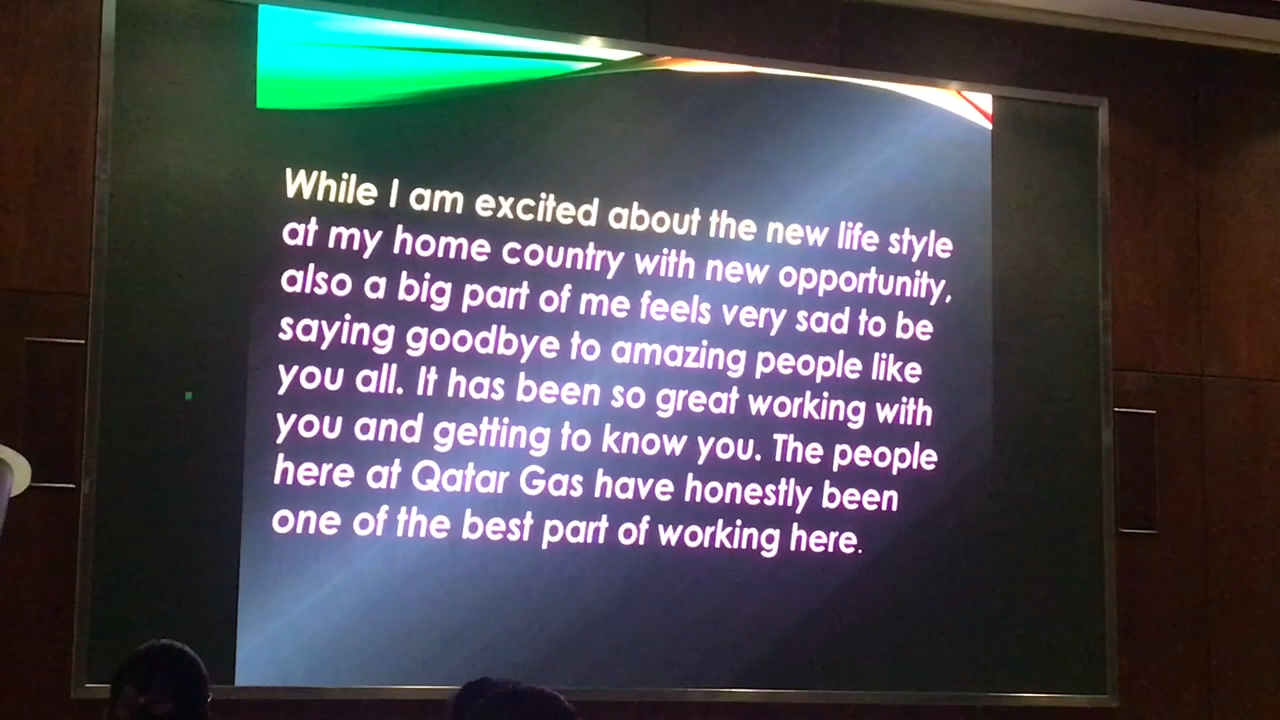 While I am excited about the new life style
at my home country with new opportunity,
also a big part of me feels very sad to be
saying goodbye to amazing people like
you all. It has been so great working with
you and getting to know you. The people
here at Qatar Gas have honestly been
one of the best part of working here.